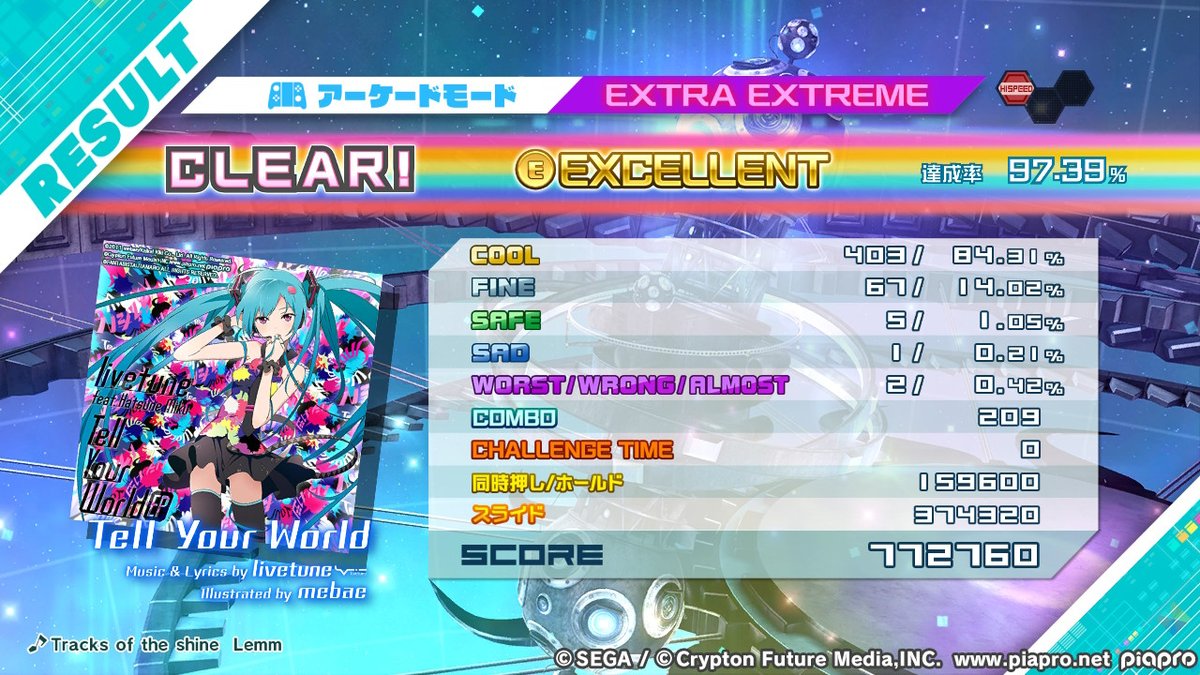 RESULT
アーケードモード EXTRA EXTREME HISPEED
CLEAR! E EXCELLENT 達成率 97.39%
COOL 403/ 84.31%
FINE 67/ 14.02%
SAFE 5/ 1.05%
SAD 1/ 0.21%
WORST/WRONG/ALMOST 2/ 0.42%
COMBO 209
CHALLENGE TIME 0
同時押し/ホールド 159600
スライド 374320
SCORE 772760
livetune
feat Hatsune Miku
Tell
Your
World EP
Tell Your World
Music & Lyrics by livetune
Illustrated by mebae
Tracks of the shine Lemm
© SEGA / © Crypton Future Media,INC. www.piapro.net piapro